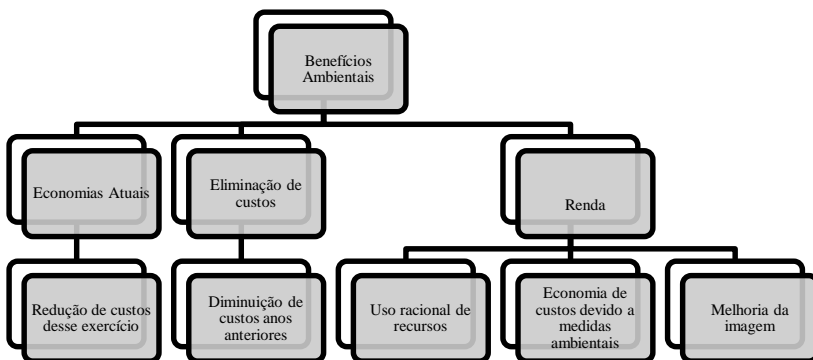 Benefícios
Ambientais
Economias Atuais
Eliminação de
custos
Renda
Redução de custos
desse exercício
Diminuição de
custos anos
anteriores
Uso racional de
recursos
Economia de
custos devido a
medidas
ambientais
Melhoria da
imagem